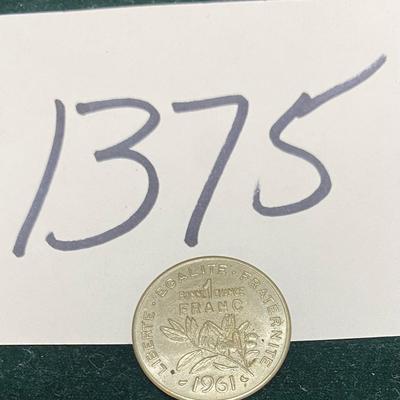 1375
LIBERTE · EGALITE · FRATERNITE
1
FRANC
1961